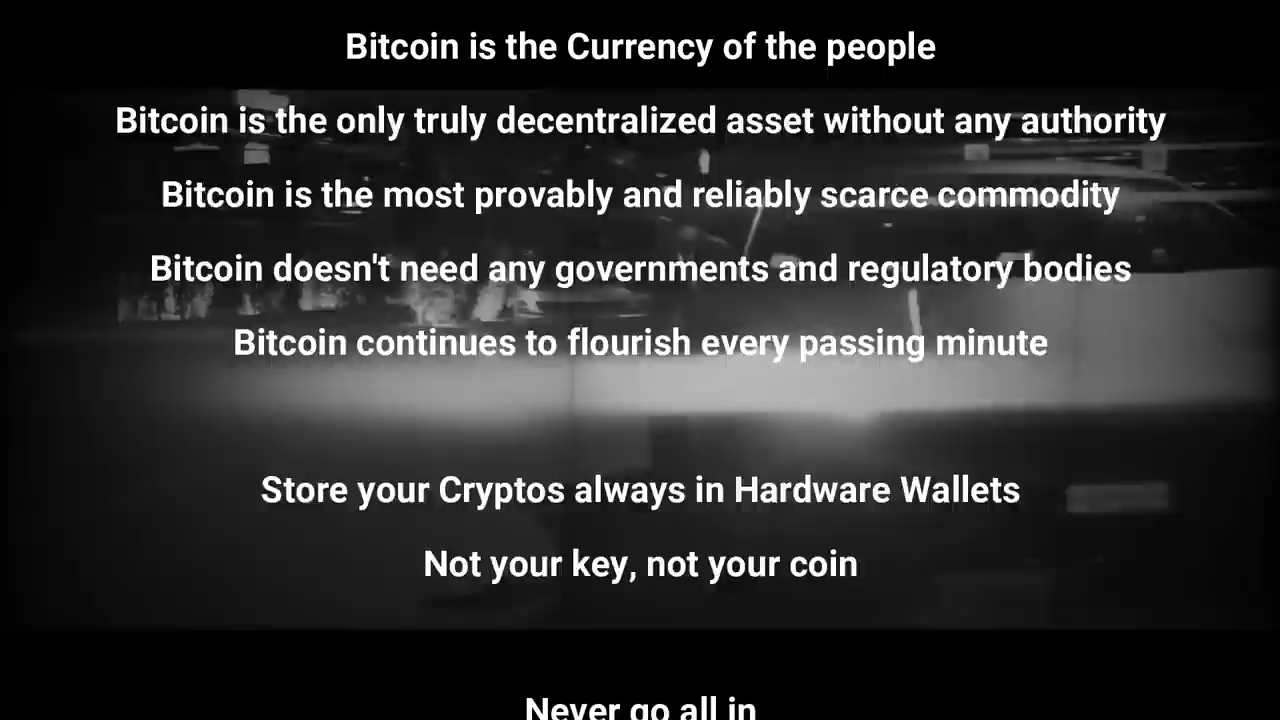 Bitcoin is the Currency of the people
Bitcoin is the only truly decentralized asset without any authority
Bitcoin is the most provably and reliably scarce commodity
Bitcoin doesn't need any governments and regulatory bodies
Bitcoin continues to flourish every passing minute
Store your Cryptos always in Hardware Wallets
Not your key, not your coin
Never go all in